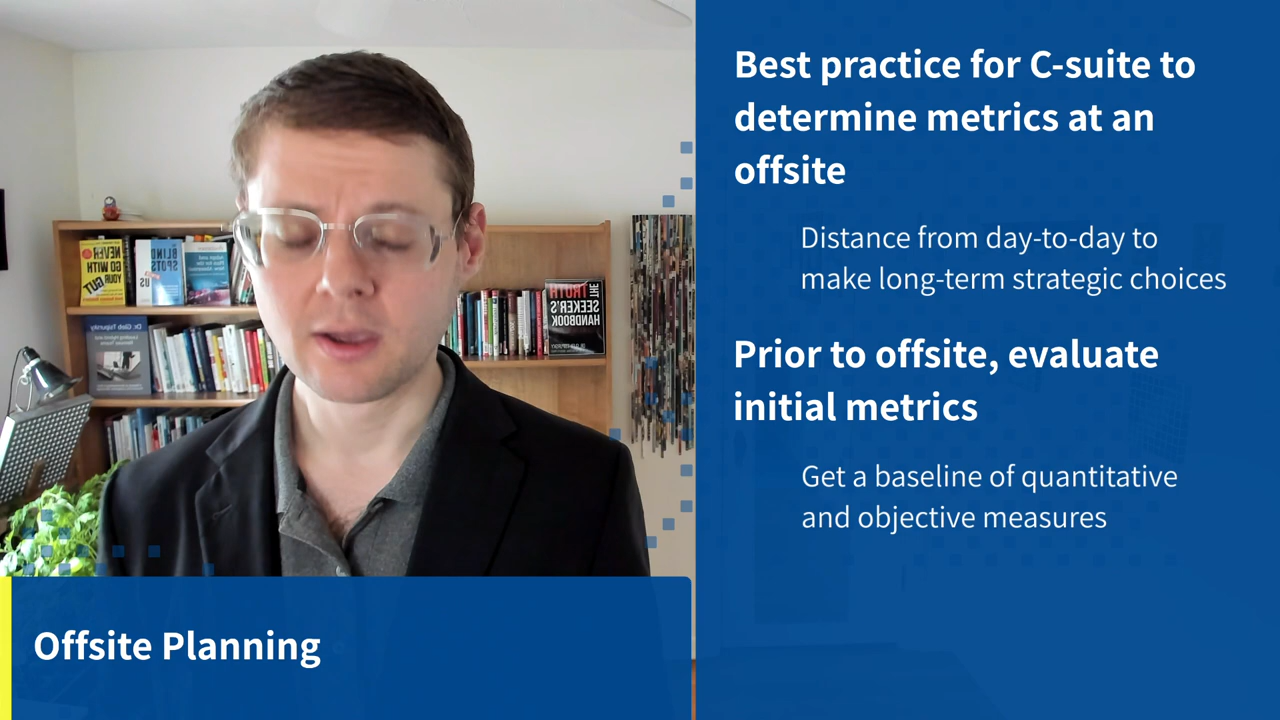 Best practice for C-suite to
determine metrics at an
offsite
Distance from day-to-day to
make long-term strategic choices
Prior to offsite, evaluate
initial metrics
Get a baseline of quantitative
and objective measures
NEVER
GO WITH
YOUR GUT
BLIND
SPOTS
US
Dr. Gleb Tsipursky
THE
TRUTH
SEEKER'S
HANDBOOK
Offsite Planning